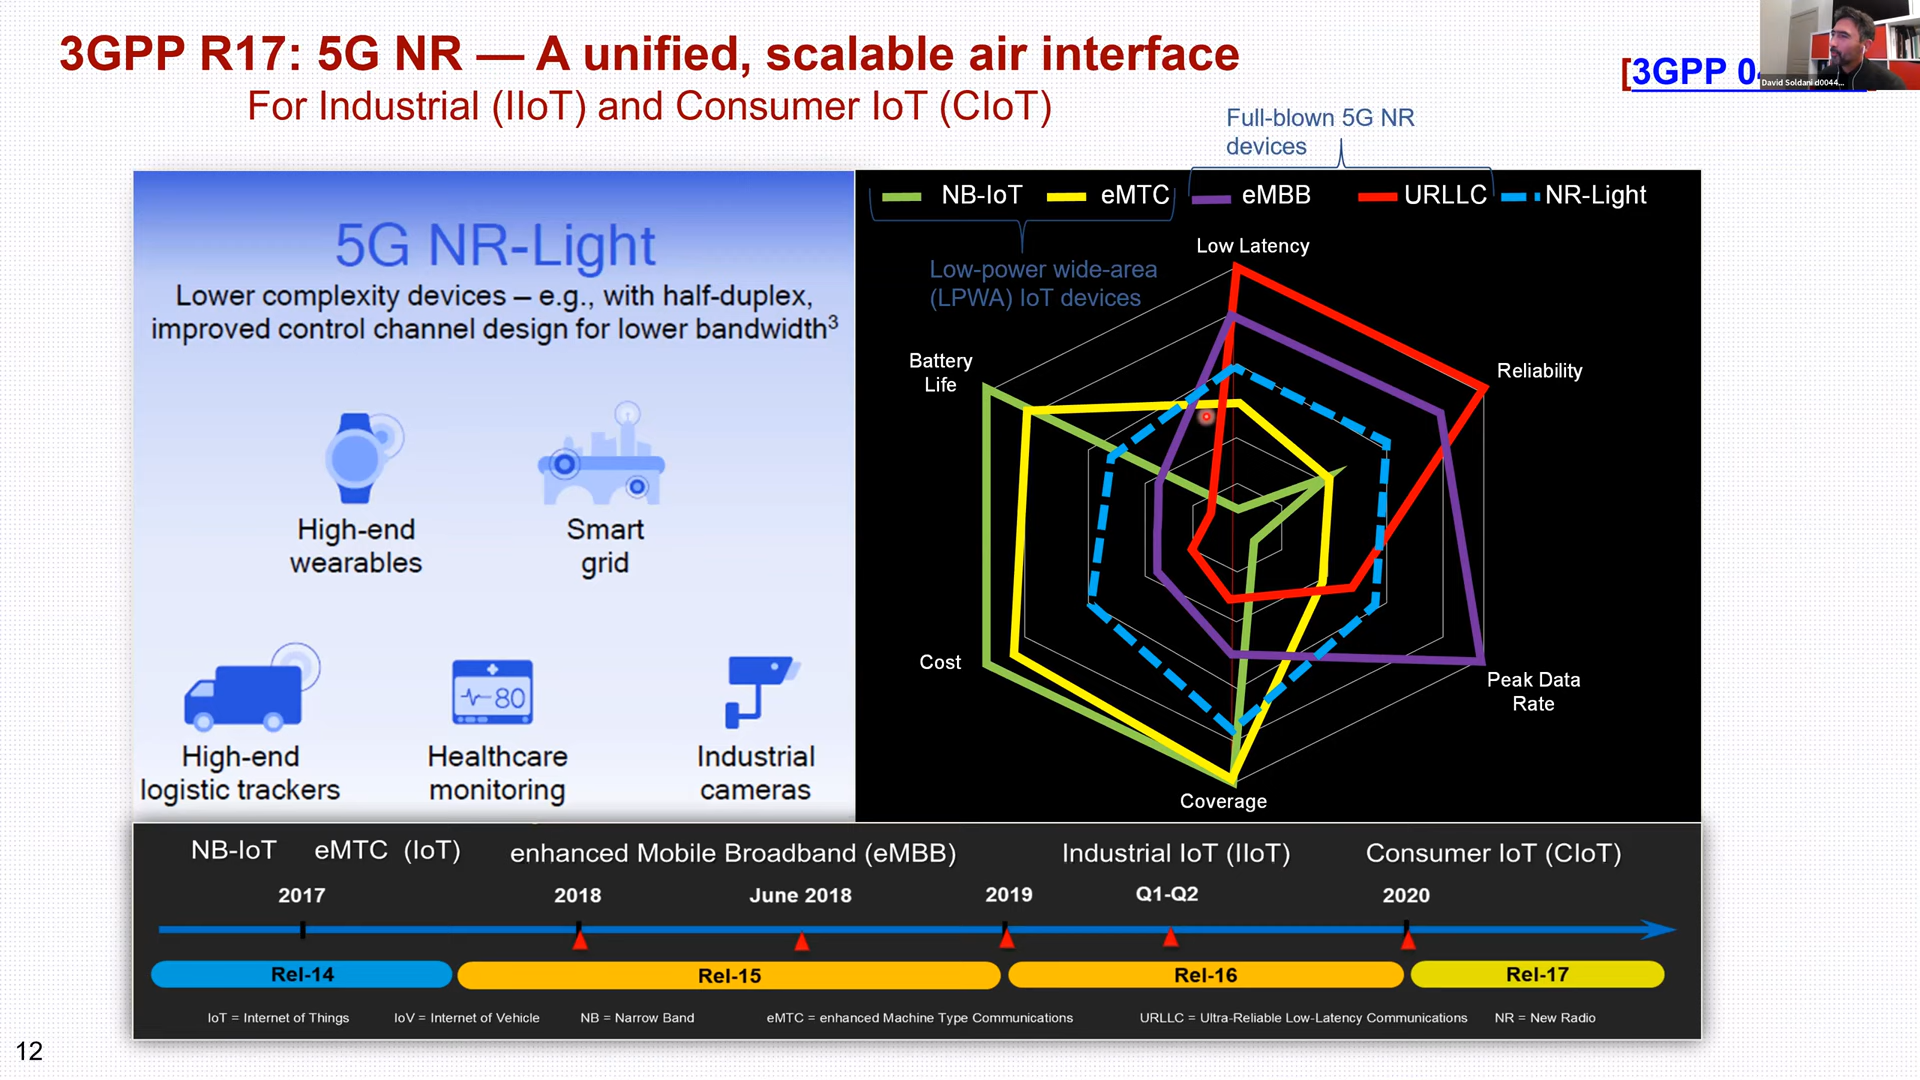 3GPP R17: 5G NR — A unified, scalable air interface
For Industrial (IIoT) and Consumer IoT (CIoT)
[3GPP
David Soldani d0044...
Full-blown 5G NR
devices
5G NR-Light
Lower complexity devices – e.g., with half-duplex,
improved control channel design for lower bandwidth³
High-end
wearables
Smart
grid
High-end
logistic trackers
80
Healthcare
monitoring
Industrial
cameras
NB-IoT eMTC eMBB URLLC NR-Light
Low-power wide-area
(LPWA) IoT devices
Low Latency
Battery
Life
Reliability
Cost
Peak Data
Rate
Coverage
NB-IoT eMTC (IoT) enhanced Mobile Broadband (eMBB) Industrial IoT (IIoT) Consumer IoT (CIoT)
2017 2018 June 2018 2019 Q1-Q2 2020
Rel-14 Rel-15 Rel-16 Rel-17
IoT = Internet of Things IoV = Internet of Vehicle NB = Narrow Band eMTC = enhanced Machine Type Communications URLLC = Ultra-Reliable Low-Latency Communications NR = New Radio
12